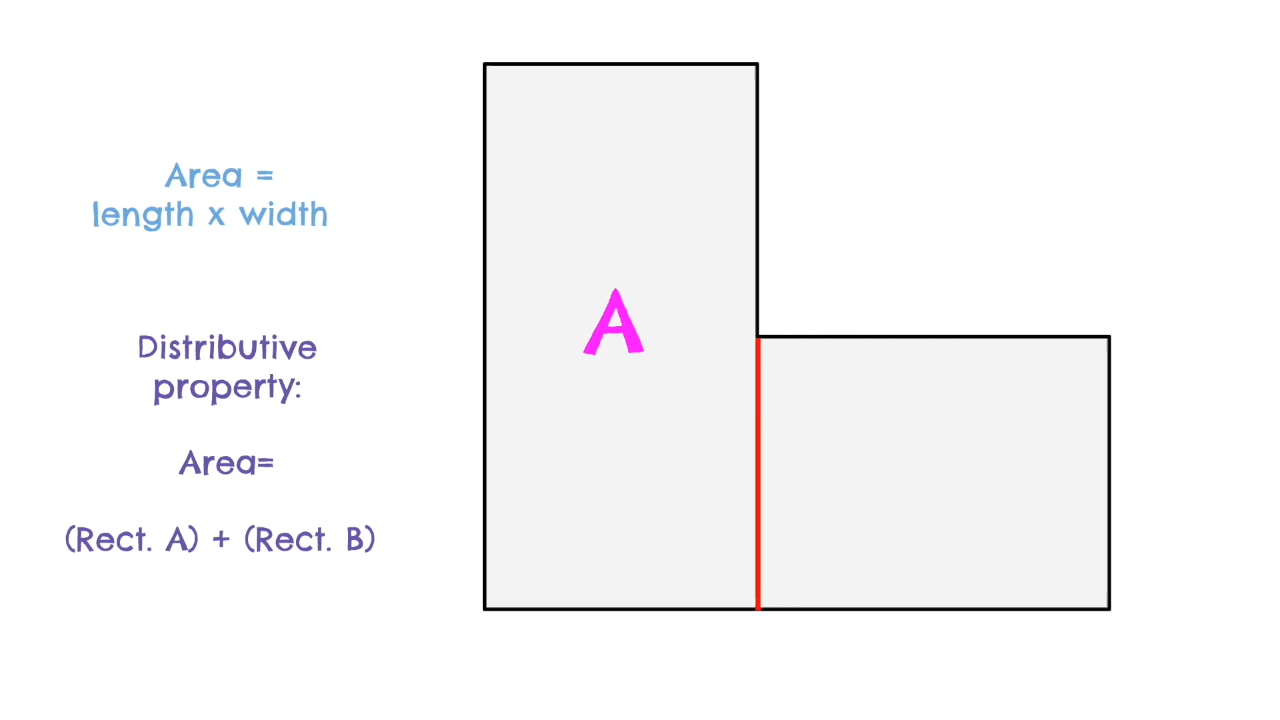 Area =
length x width
Distributive
property:
Area=
(Rect. A) + (Rect. B)
A